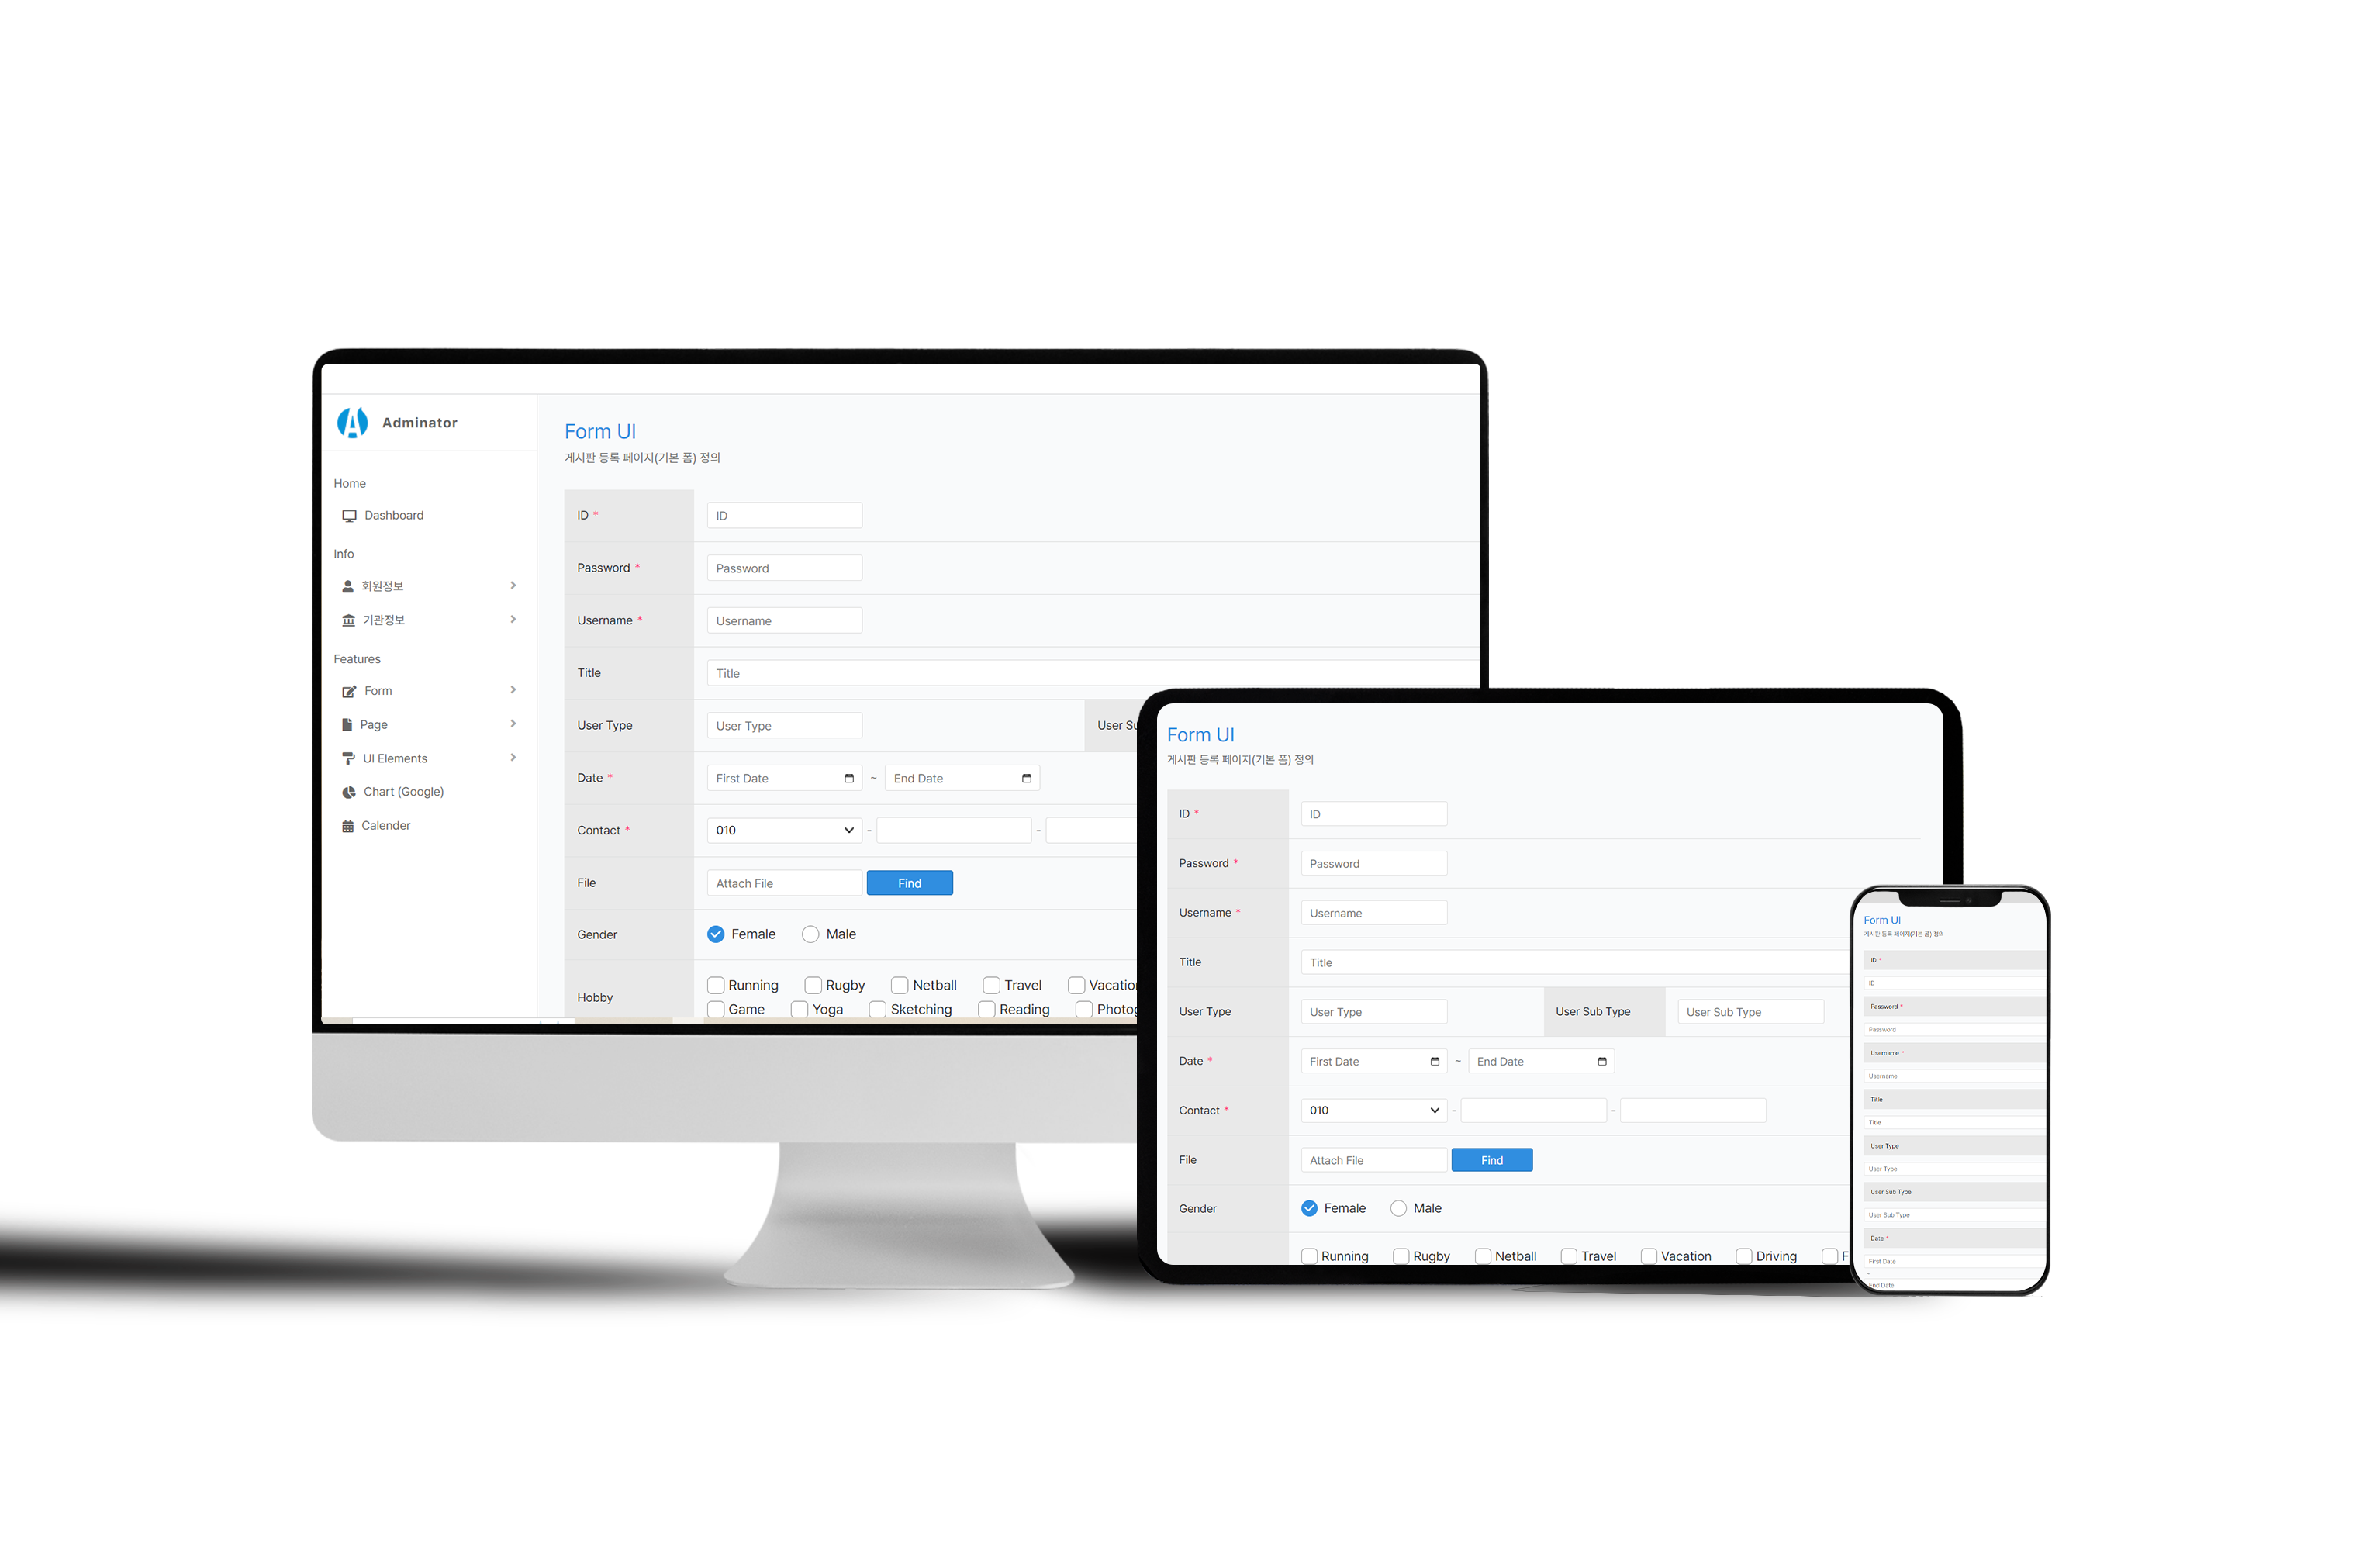 Adminator
Home
Dashboard
Info
회원정보
기관정보
Features
Form
Page
UI Elements
Chart (Google)
Calender
Form UI
게시판 등록 페이지(기본 폼) 정의
ID * ID
Password * Password
Username * Username
Title Title
User Type User Type User Su
Date * First Date ~ End Date
Contact * 010 - -
File Attach File Find
Gender Female Male
Hobby
Running Rugby Netball Travel Vacatio
Game Yoga Sketching Reading Photog
Form UI
게시판 등록 페이지(기본 폼) 정의
ID * ID
Password * Password
Username * Username
Title Title
User Type User Type User Sub Type User Sub Type
Date * First Date ~ End Date
Contact * 010 - -
File Attach File Find
Gender Female Male
Running Rugby Netball Travel Vacation Driving F
Form UI
게시판 등록 페이지(기본 폼) 정의
ID *
ID
Password *
Password
Username *
Username
Title
Title
User Type
User Type
User Sub Type
User Sub Type
Date *
First Date
~
End Date